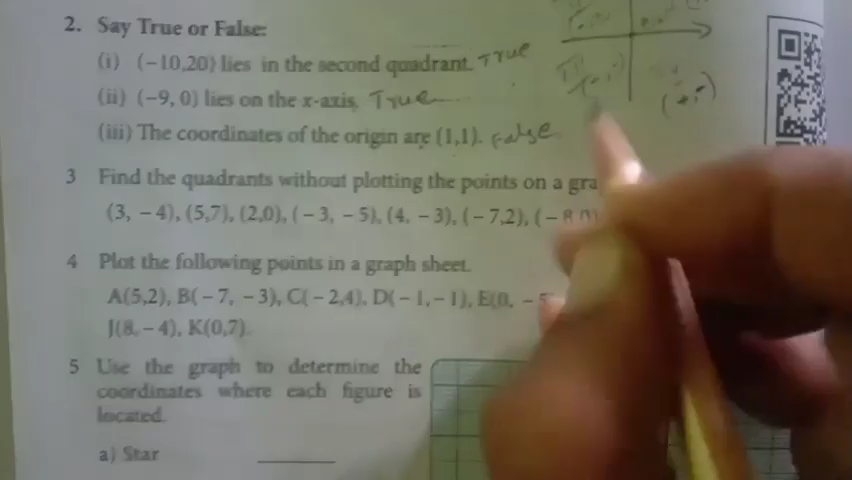 2. Say True or False:
(i) (−10,20) lies in the second quadrant. True
(ii) (−9, 0) lies on the x-axis. True
(iii) The coordinates of the origin are (1,1). False
3 Find the quadrants without plotting the points on a gra
(3, −4), (5,7), (2,0), (−3, −5), (4, −3), (−7,2), (−8,0)
4 Plot the following points in a graph sheet.
A(5,2), B(−7, −3), C(−2,4), D(−1,−1), E(0, −5
J(8,−4), K(0,7).
5 Use the graph to determine the
coordinates where each figure is
located.
a) Star